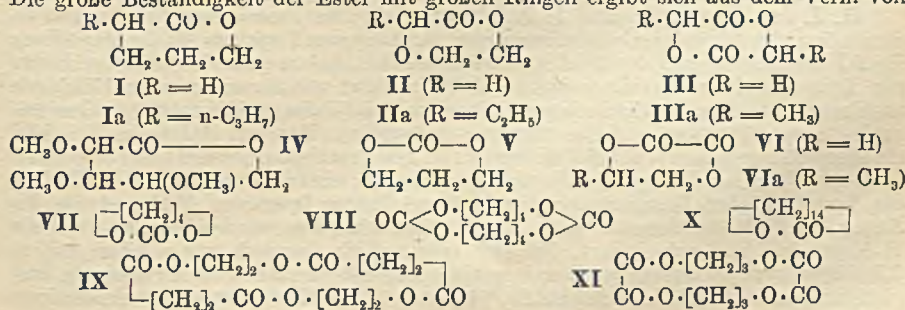 Die große Beständigkeit der Ester mit großen Ringen ergibt sich aus dem Verh. von
R·CH·CO·O R·CH·CO·O R·CH·CO·O
CH₂·CH₂·CH₂ O·CH₂·CH₂ O·CO·CH·R
I (R = H) II (R = H) III (R = H)
Ia (R = n-C₃H₇) IIa (R = C₂H₅) IIIa (R = CH₃)
CH₃O·CH·CO———O IV O—CO—O V O—CO—CO VI (R = H)
CH₃O·CH·CH(OCH₃)·CH₂ CH₂·CH₂·CH₂ R·CH·CH₂·O VIa (R = CH₃)
VII [CH₂]₄ O·CO·O VIII OC<O·[CH₂]₄·O O·[CH₂]₄·O>CO X [CH₂]₁₄ O·CO
IX CO·O·[CH₂]₂·O·CO·[CH₂]₂ XI CO·O·[CH₂]₃·O·CO
[CH₂]₂·CO·O·[CH₂]₂·O·CO CO·O·[CH₂]₃·O·CO